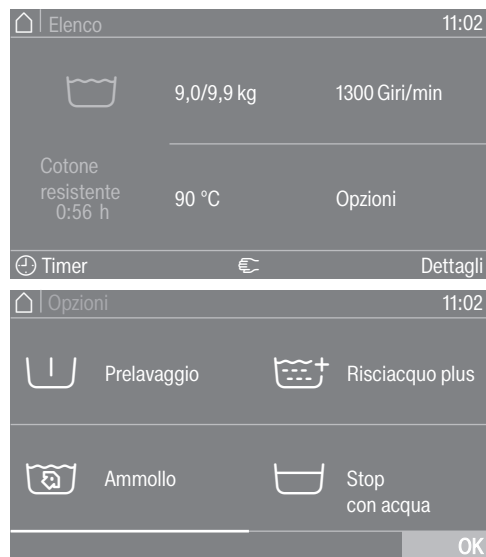 Elenco 11:02
9,0/9,9 kg 1300 Giri/min
Cotone
resistente
0:56 h
90 °C Opzioni
Timer Dettagli
Opzioni 11:02
Prelavaggio Risciacquo plus
Ammollo Stop
con acqua
OK